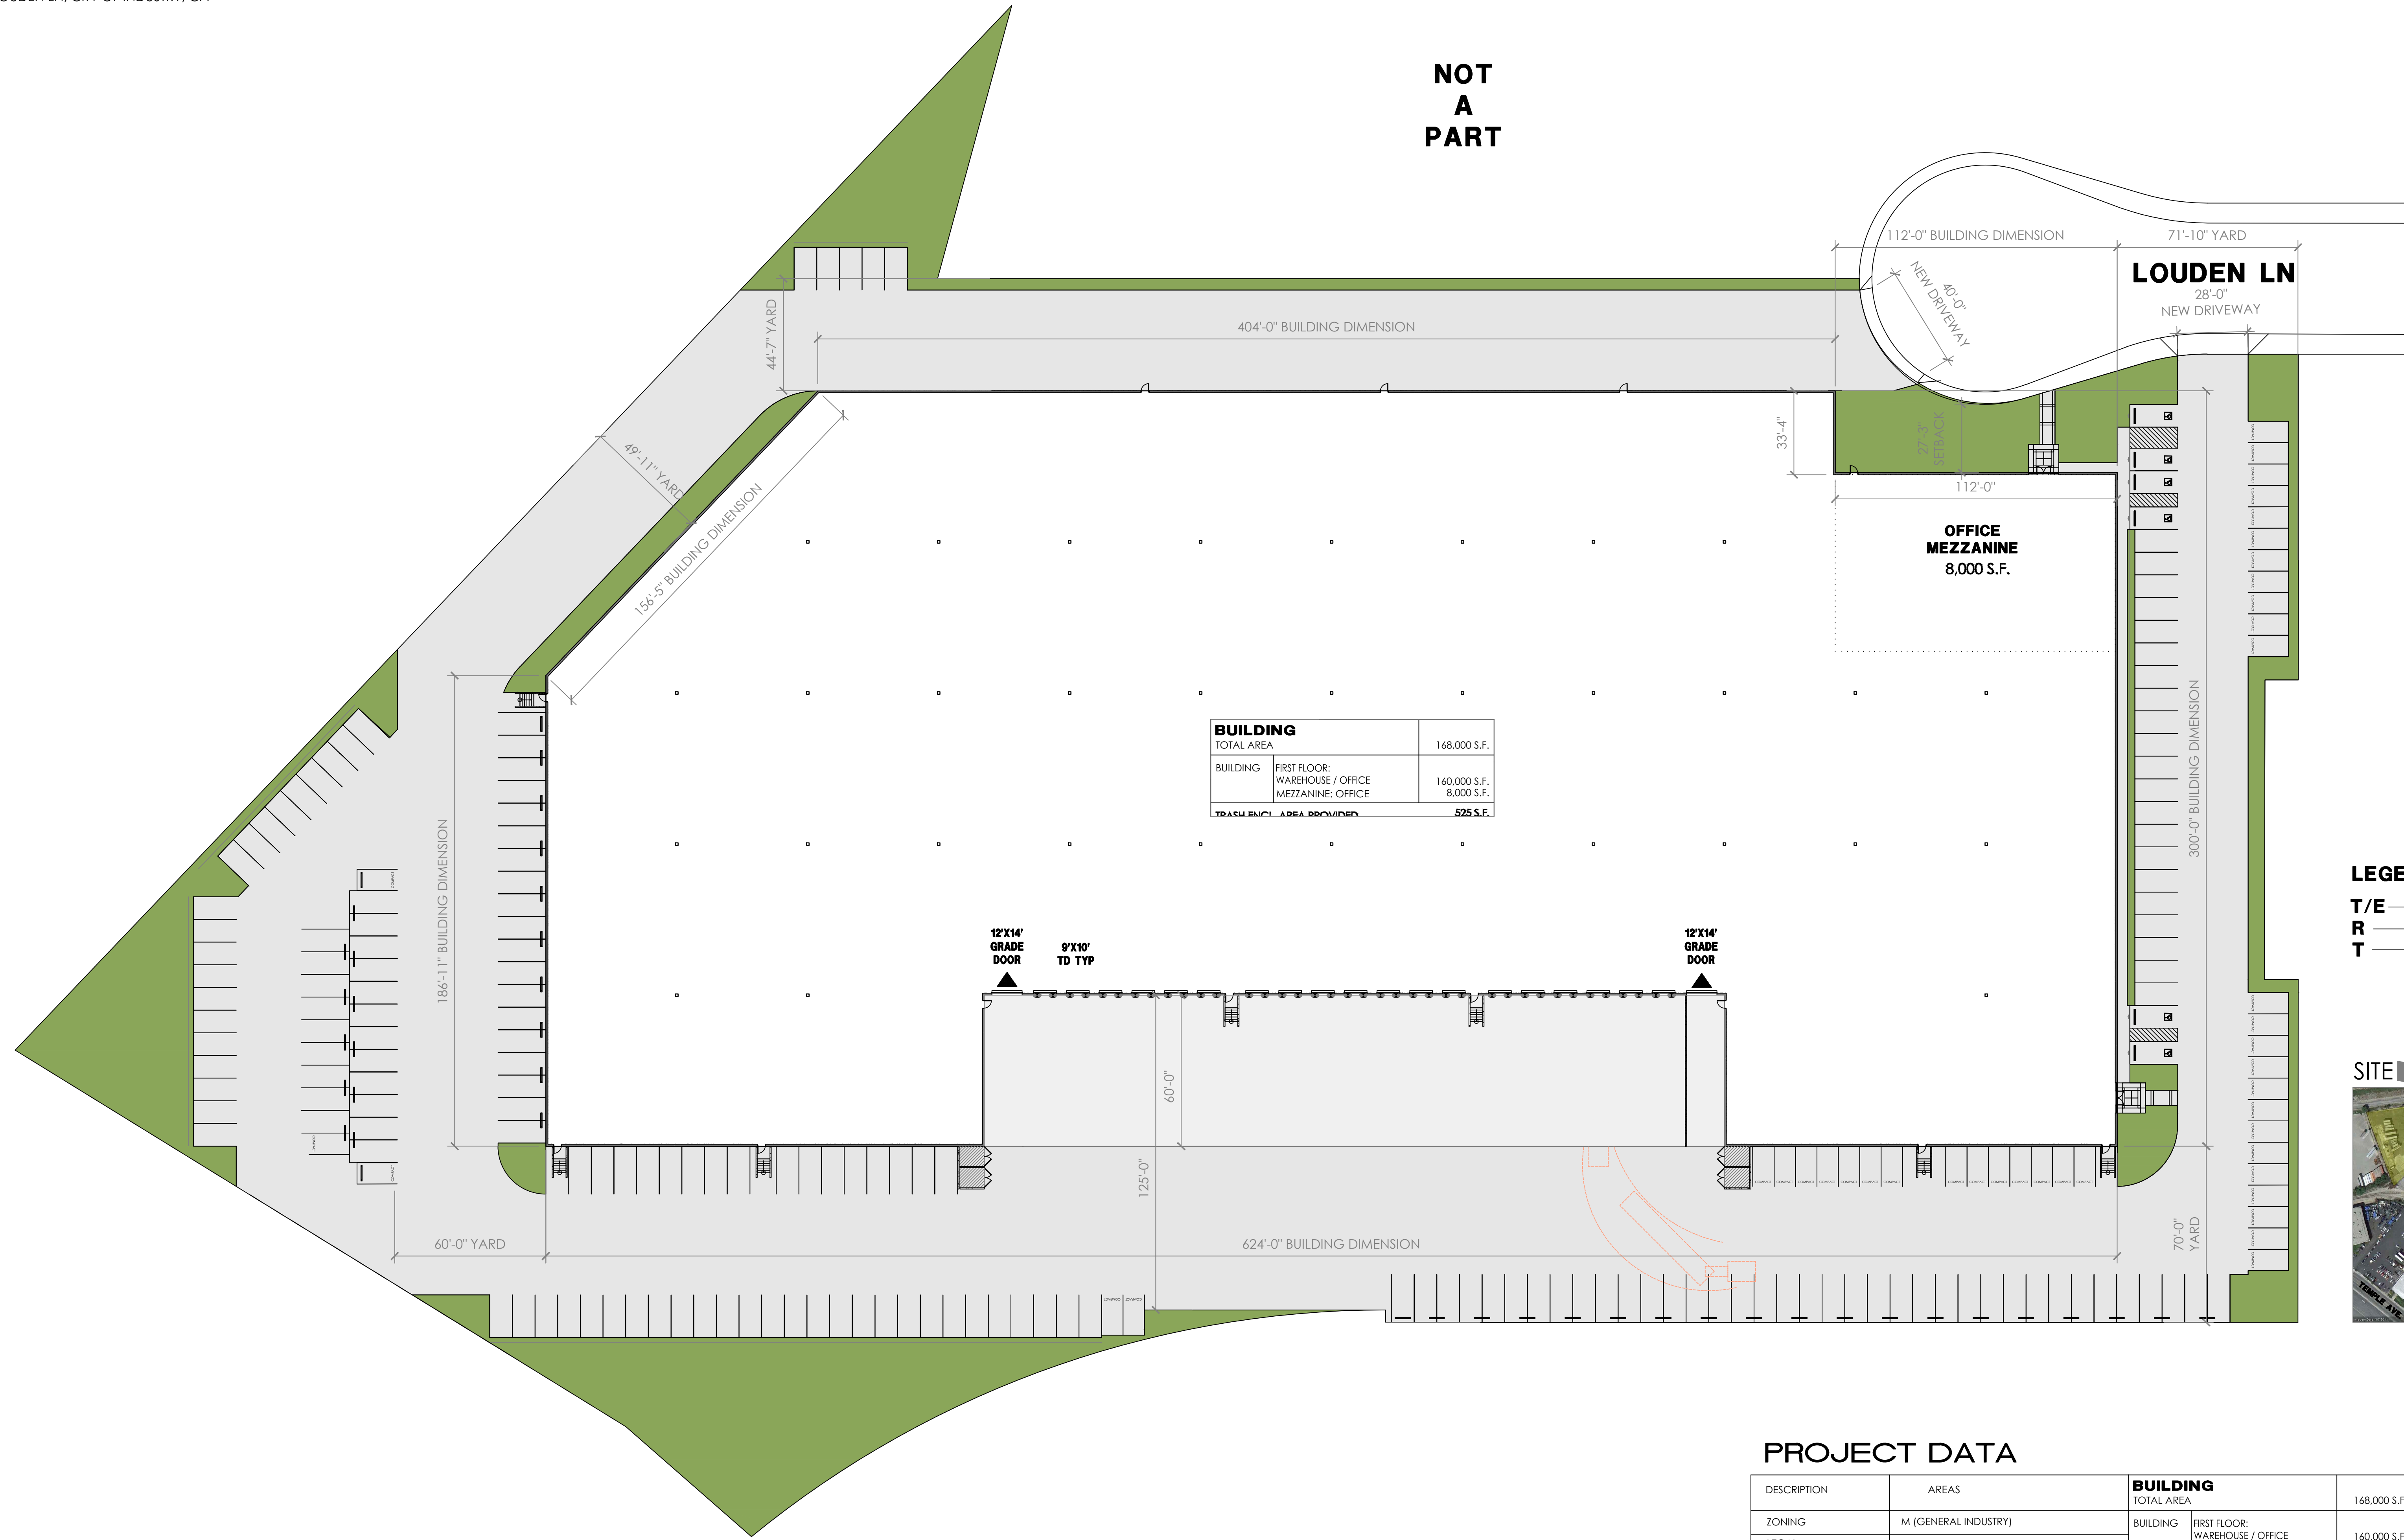 NOT
A
PART
112'-0" BUILDING DIMENSION
71'-10" YARD
LOUDEN LN
40'-0"
NEW DRIVEWAY
28'-0"
NEW DRIVEWAY
44'-7" YARD
404'-0" BUILDING DIMENSION
33'-4"
27'-3"
SETBACK
112'-0"
49'-11" YARD
156'-5" BUILDING DIMENSION
OFFICE
MEZZANINE
8,000 S.F.
BUILDING
TOTAL AREA 168,000 S.F.
BUILDING FIRST FLOOR:
WAREHOUSE / OFFICE 160,000 S.F.
MEZZANINE: OFFICE 8,000 S.F.
TRASH ENCL. AREA PROVIDED 525 S.F.
300'-0" BUILDING DIMENSION
186'-11" BUILDING DIMENSION
T/E
R
T
12'X14'
GRADE
DOOR
9'X10'
TD TYP
12'X14'
GRADE
DOOR
60'-0"
125'-0"
SITE
60'-0" YARD
624'-0" BUILDING DIMENSION
70'-0"
YARD
TEMPLE AVE.
PROJECT DATA
DESCRIPTION AREAS
BUILDING
TOTAL AREA 168,000 S.F
ZONING M (GENERAL INDUSTRY)
BUILDING FIRST FLOOR:
WAREHOUSE / OFFICE 160,000 S.F